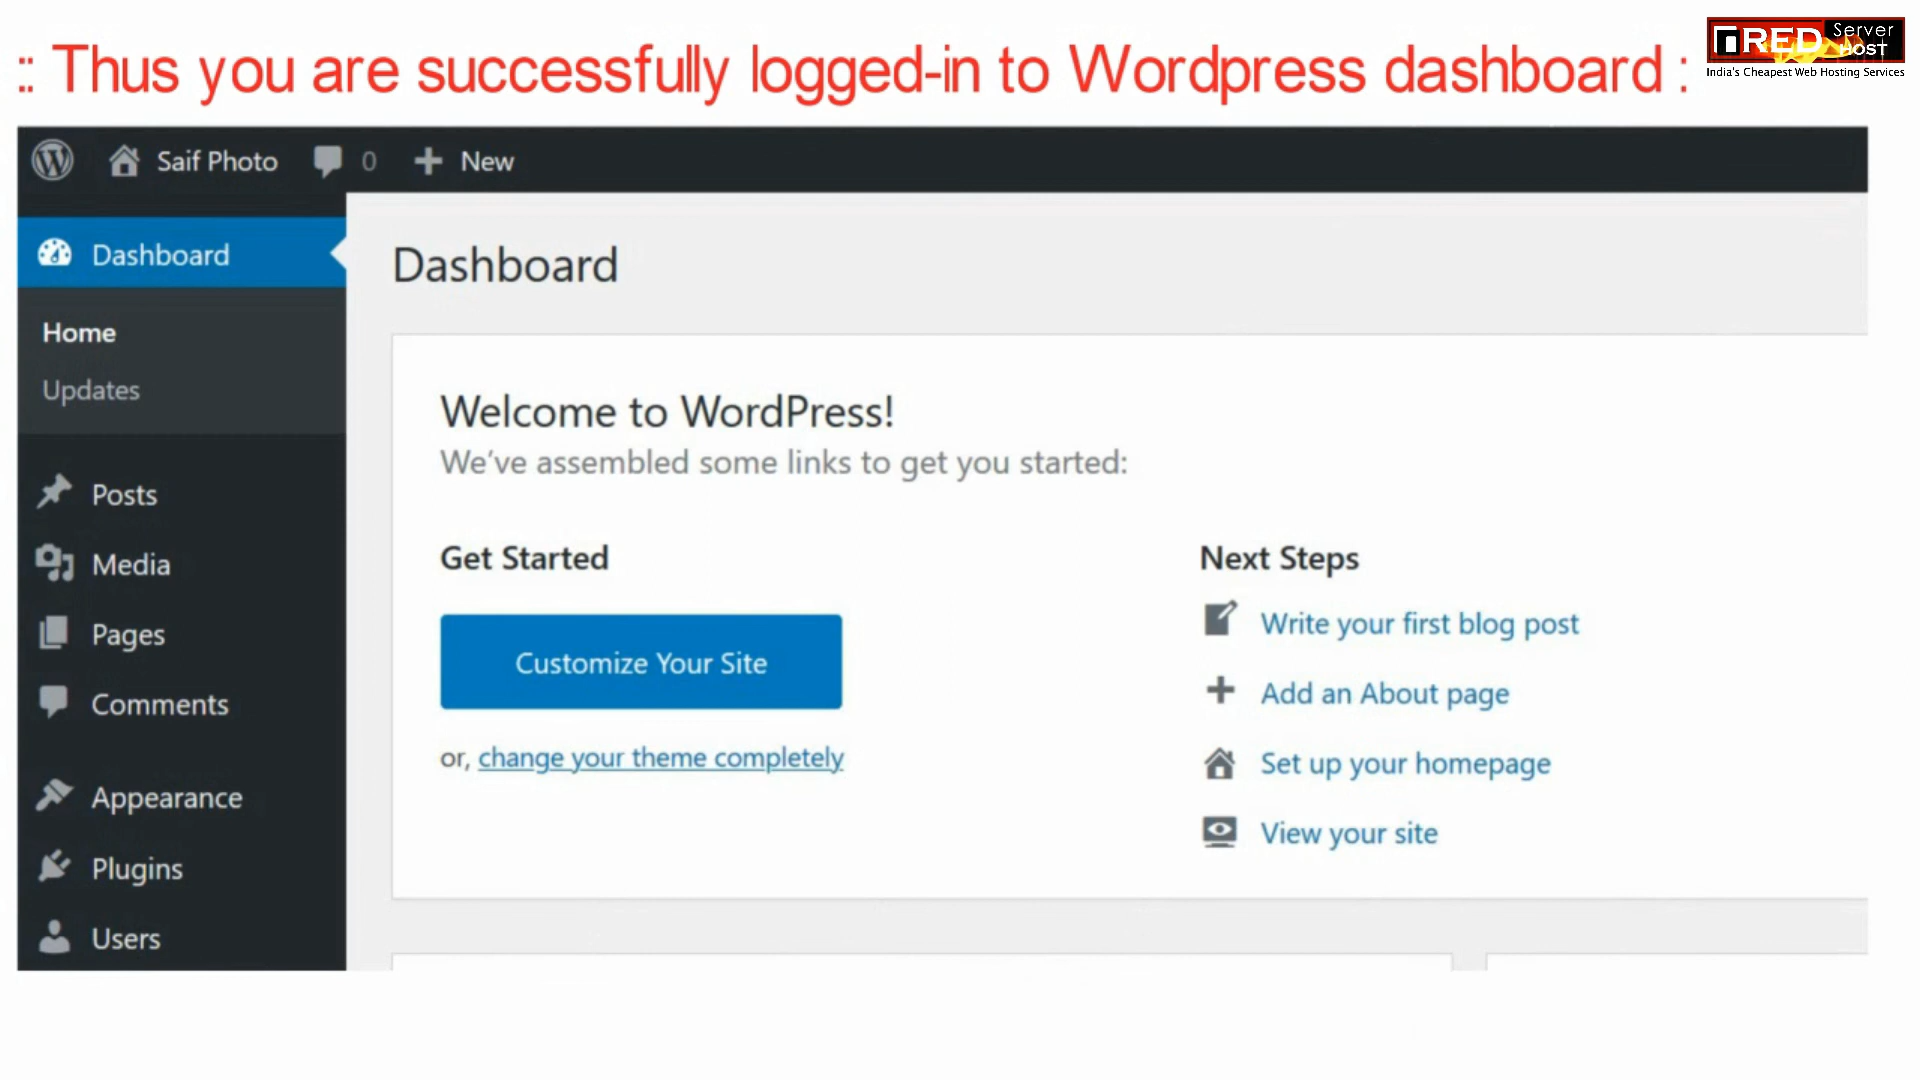 :: Thus you are successfully logged-in to Wordpress dashboard :
RED Server HOST
India's Cheapest Web Hosting Services
Saif Photo 0 New
Dashboard
Home
Updates
Posts
Media
Pages
Comments
Appearance
Plugins
Users
Dashboard
Welcome to WordPress!
We've assembled some links to get you started:
Get Started
Customize Your Site
or, change your theme completely
Next Steps
Write your first blog post
Add an About page
Set up your homepage
View your site